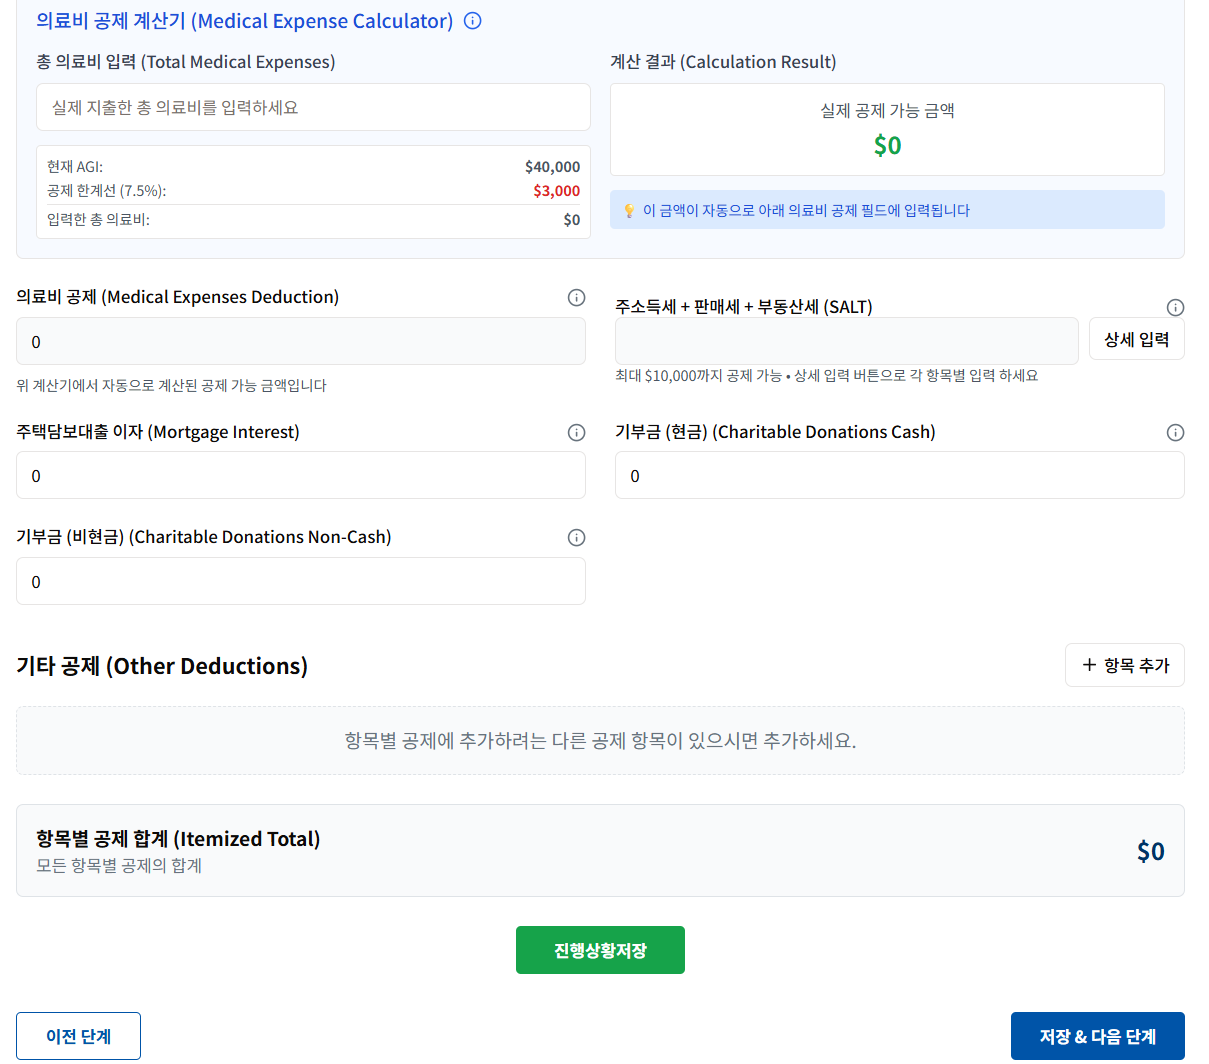 의료비 공제 계산기 (Medical Expense Calculator)
총 의료비 입력 (Total Medical Expenses)
계산 결과 (Calculation Result)
실제 지출한 총 의료비를 입력하세요
실제 공제 가능 금액
$0
현재 AGI:
$40,000
공제 한계선 (7.5%):
$3,000
입력한 총 의료비:
$0
이 금액이 자동으로 아래 의료비 공제 필드에 입력됩니다
의료비 공제 (Medical Expenses Deduction)
주소득세 + 판매세 + 부동산세 (SALT)
0
상세 입력
위 계산기에서 자동으로 계산된 공제 가능 금액입니다
최대 $10,000까지 공제 가능 • 상세 입력 버튼으로 각 항목별 입력 하세요
주택담보대출 이자 (Mortgage Interest)
기부금 (현금) (Charitable Donations Cash)
0
0
기부금 (비현금) (Charitable Donations Non-Cash)
0
기타 공제 (Other Deductions)
+ 항목 추가
항목별 공제에 추가하려는 다른 공제 항목이 있으시면 추가하세요.
항목별 공제 합계 (Itemized Total)
모든 항목별 공제의 합계
$0
진행상황저장
이전 단계
저장 & 다음 단계